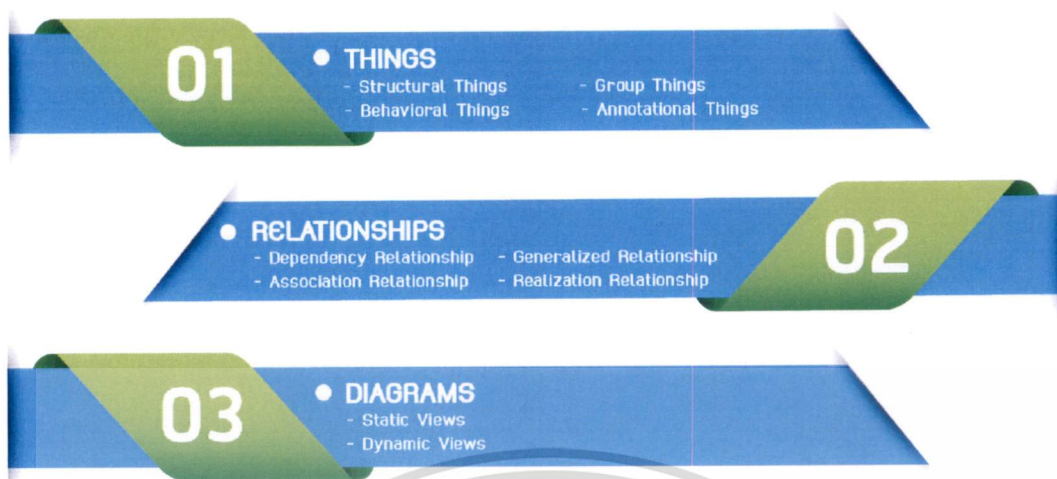 01
● THINGS
- Structural Things - Group Things
- Behavioral Things - Annotational Things
● RELATIONSHIPS
- Dependency Relationship - Generalized Relationship
- Association Relationship - Realization Relationship
02
03
● DIAGRAMS
- Static Views
- Dynamic Views